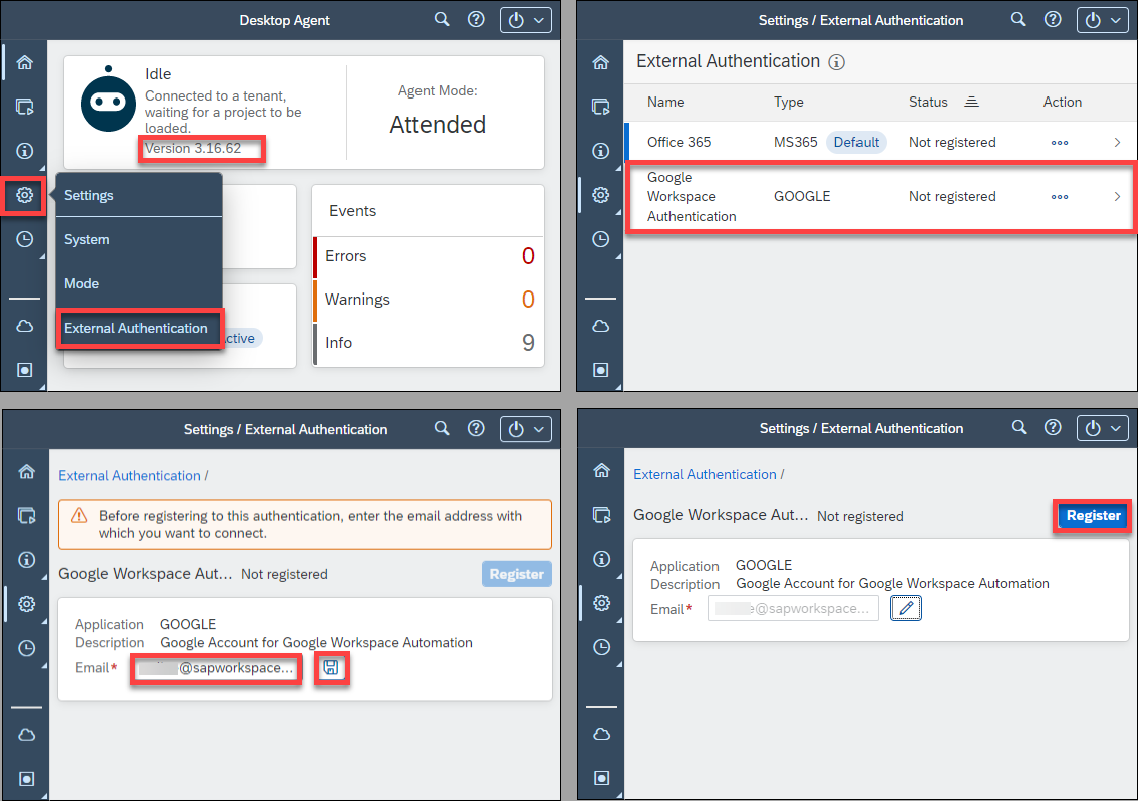 Desktop Agent
Idle
Connected to a tenant,
waiting for a project to be
loaded.
Version 3.16.62
Agent Mode:
Attended
Settings
System
Mode
External Authentication
ctive
Events
Errors 0
Warnings 0
Info 9
Settings / External Authentication
External Authentication
Name Type Status Action
Office 365 MS365 Default Not registered
Google
Workspace
Authentication
GOOGLE Not registered
Settings / External Authentication
External Authentication /
Before registering to this authentication, enter the email address with
which you want to connect.
Google Workspace Aut... Not registered Register
Application GOOGLE
Description Google Account for Google Workspace Automation
Email* @sapworkspace...
Settings / External Authentication
External Authentication /
Google Workspace Aut... Not registered Register
Application GOOGLE
Description Google Account for Google Workspace Automation
Email* e@sapworkspace...